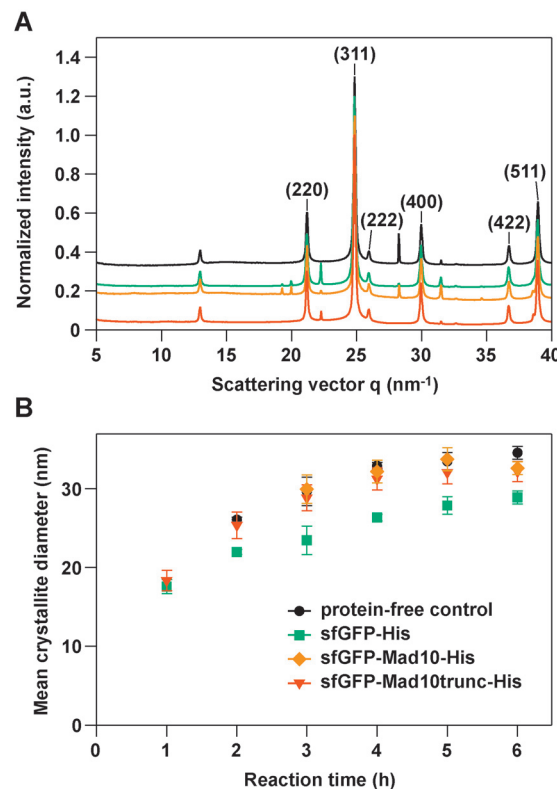 A
Normalized intensity (a.u.)
1.4
1.2
1.0
0.8
0.6
0.4
0.2
0
(311)
(220)
(222)
(400)
(422)
(511)
5 10 15 20 25 30 35 40
Scattering vector q (nm-1)
B
Mean crystallite diameter (nm)
30
20
10
0
protein-free control
sfGFP-His
sfGFP-Mad10-His
sfGFP-Mad10trunc-His
0 1 2 3 4 5 6
Reaction time (h)